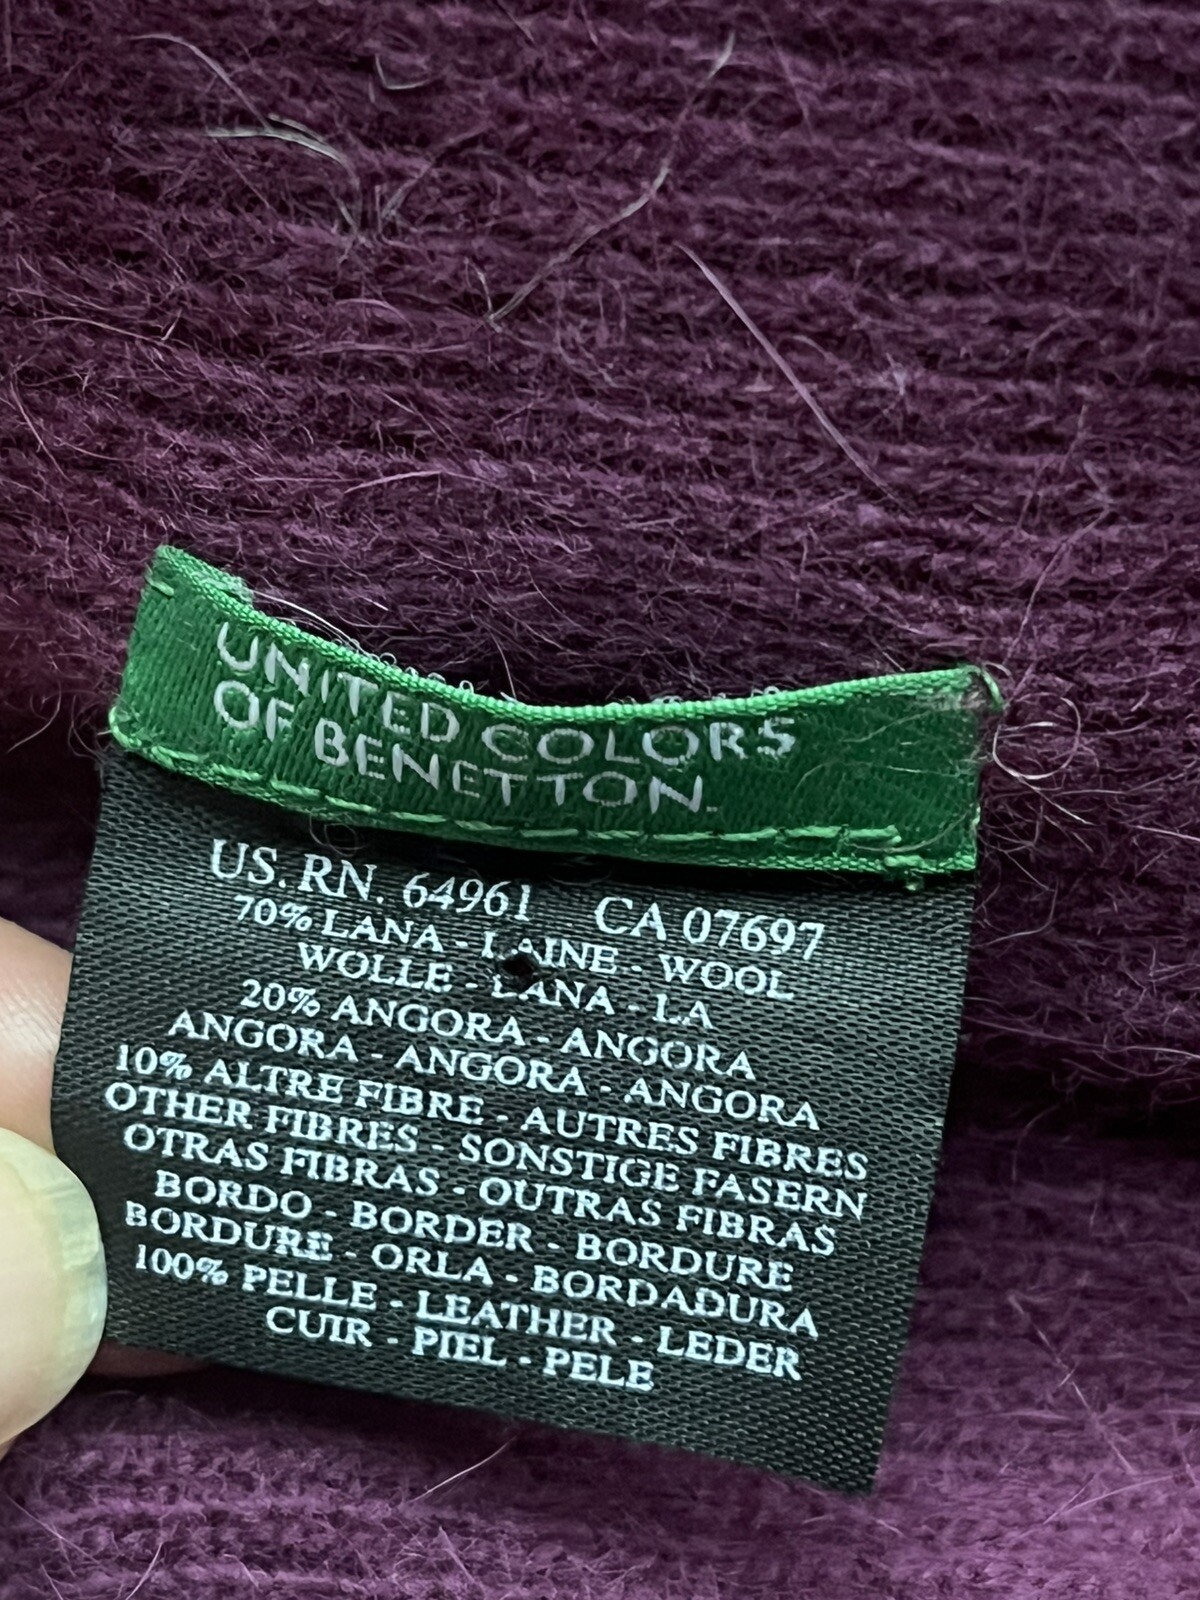 UNITED COLORS
OF BENETTON.
US.RN. 64961 CA 07697
70% LANA - LAINE - WOOL
WOLLE - LANA - LA
20% ANGORA - ANGORA
ANGORA - ANGORA - ANGORA
10% ALTRE FIBRE - AUTRES FIBRES
OTHER FIBRES - SONSTIGE FASERN
OTRAS FIBRAS - OUTRAS FIBRAS
BORDO - BORDER - BORDURE
BORDURE - ORLA - BORDADURA
100% PELLE - LEATHER - LEDER
CUIR - PIEL - PELE